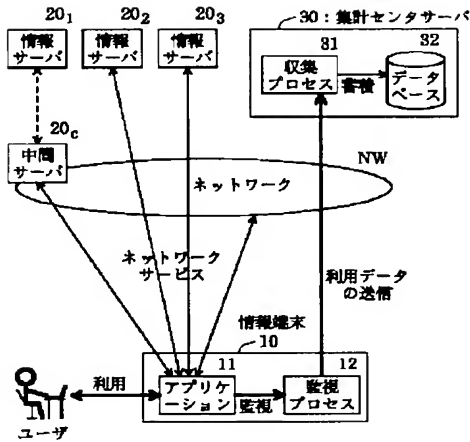 20₁
20₂
20₃
情報
サーバ
情報
サーバ
情報
サーバ
30:集計センタサーバ
31
32
収集
プロセス
蓄積
データ
ベース
20c
中間
サーバ
NW
ネットワーク
ネットワーク
サービス
利用データ
の送信
情報端末
10
11
12
利用
アプリケ
ーション
監視
監視
プロセス
ユーザ